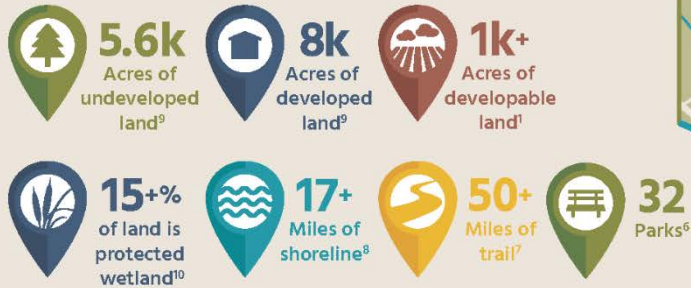 5.6k
Acres of
undeveloped
land⁹
8k
Acres of
developed
land⁹
1k+
Acres of
developable
land¹
15+%
of land is
protected
wetland¹⁰
17+
Miles of
shoreline⁸
50+
Miles of
trail⁷
32
Parks⁶